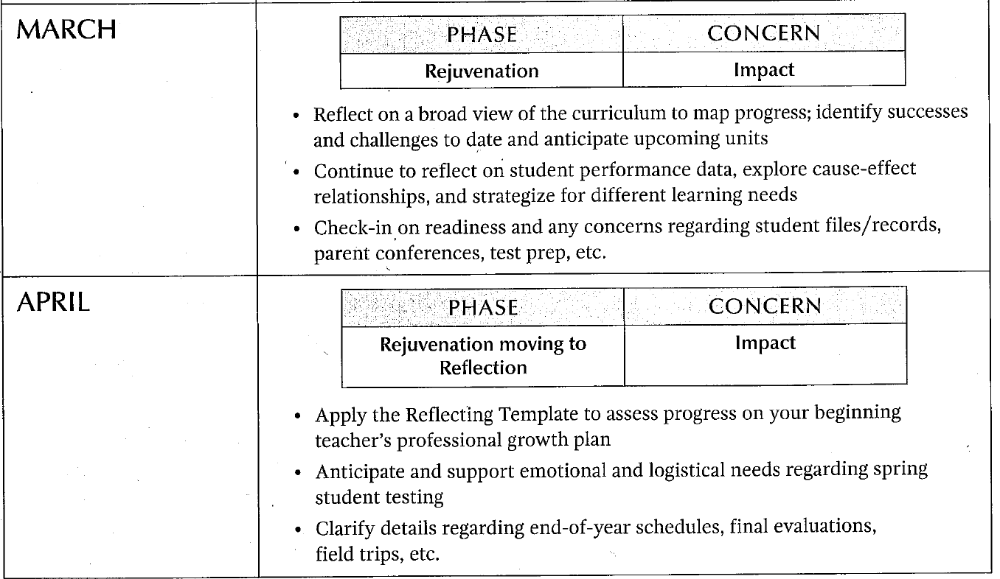 MARCH
PHASE CONCERN
Rejuvenation Impact
• Reflect on a broad view of the curriculum to map progress; identify successes
and challenges to date and anticipate upcoming units
• Continue to reflect on student performance data, explore cause-effect
relationships, and strategize for different learning needs
• Check-in on readiness and any concerns regarding student files/records,
parent conferences, test prep, etc.
APRIL
PHASE CONCERN
Rejuvenation moving to Impact
Reflection
• Apply the Reflecting Template to assess progress on your beginning
teacher's professional growth plan
• Anticipate and support emotional and logistical needs regarding spring
student testing
• Clarify details regarding end-of-year schedules, final evaluations,
field trips, etc.